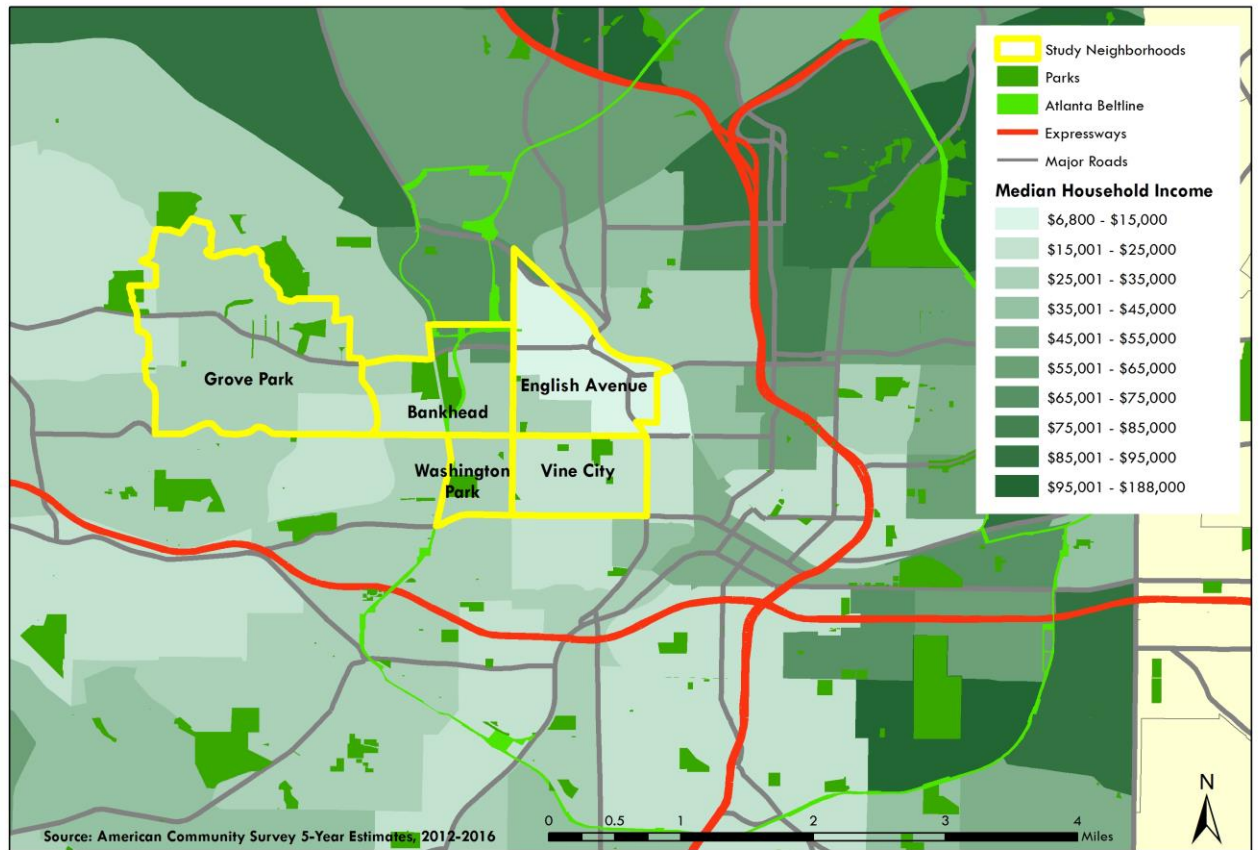 Study Neighborhoods
Parks
Atlanta Beltline
Expressways
Major Roads
Median Household Income
$6,800 - $15,000
$15,001 - $25,000
$25,001 - $35,000
$35,001 - $45,000
$45,001 - $55,000
$55,001 - $65,000
$65,001 - $75,000
$75,001 - $85,000
$85,001 - $95,000
$95,001 - $188,000
Grove Park
English Avenue
Bankhead
Washington
Park
Vine City
N
Source: American Community Survey 5-Year Estimates, 2012-2016
0 0.5 1 2 3 4
Miles